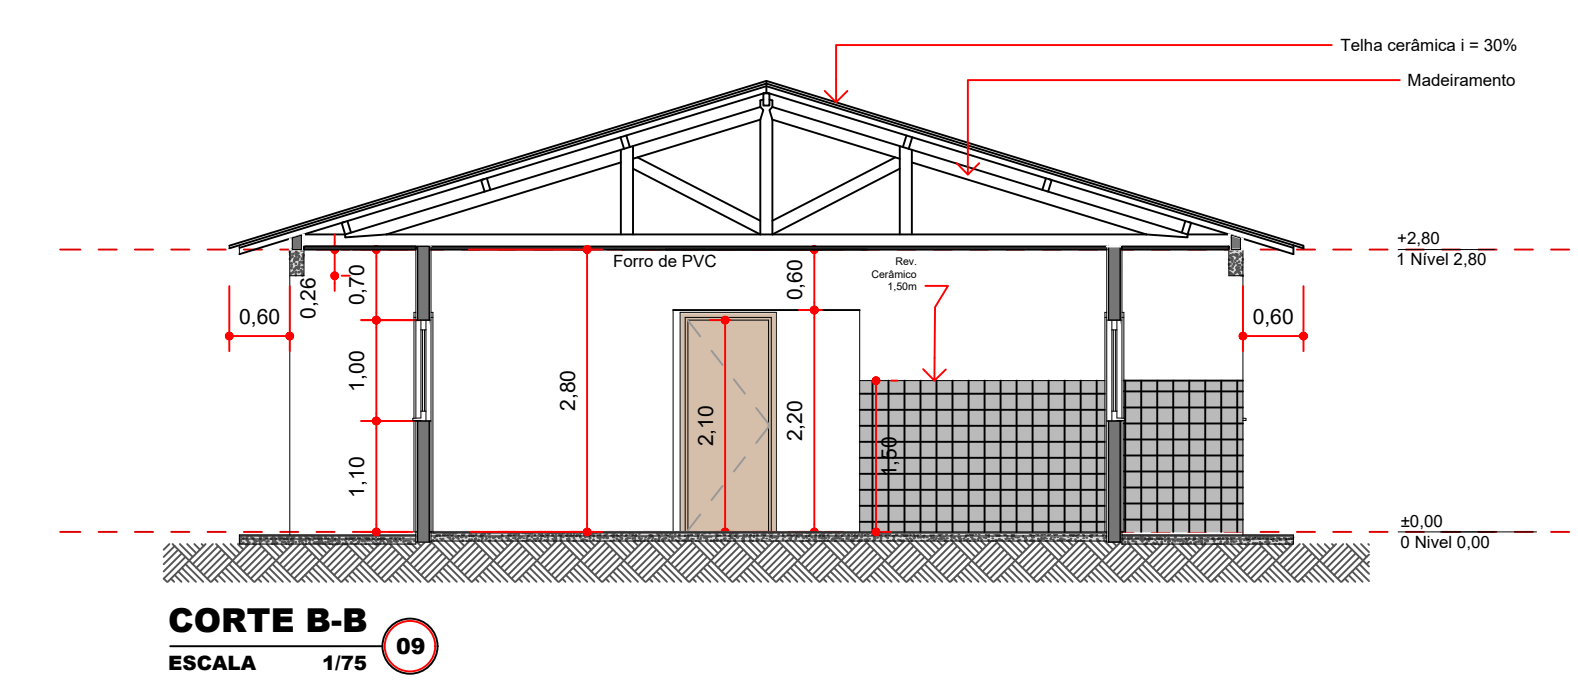 Telha cerâmica i = 30%
Madeiramento
+2,80
1 Nível 2,80
Forro de PVC
Rev.
Cerâmico
1,50m
0,60
0,26
0,70
0,60
0,60
1,00
2,80
2,10
2,20
1,50
1,10
±0,00
0 Nivel 0,00
CORTE B-B
09
ESCALA 1/75